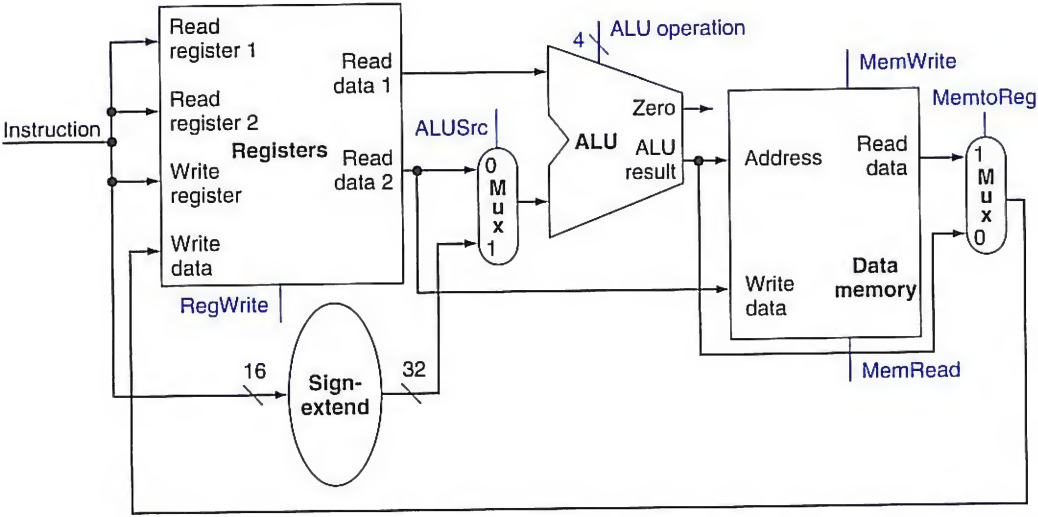 Instruction
Read
register 1
Read
register 2
Registers
Write
register
Write
data
Read
data 1
Read
data 2
RegWrite
16
Sign-
extend
32
ALUSrc
0
M
u
x
1
4
ALU operation
Zero
ALU
ALU
result
MemWrite
Address
Read
data
Write
data
Data
memory
MemRead
MemtoReg
1
M
u
x
0